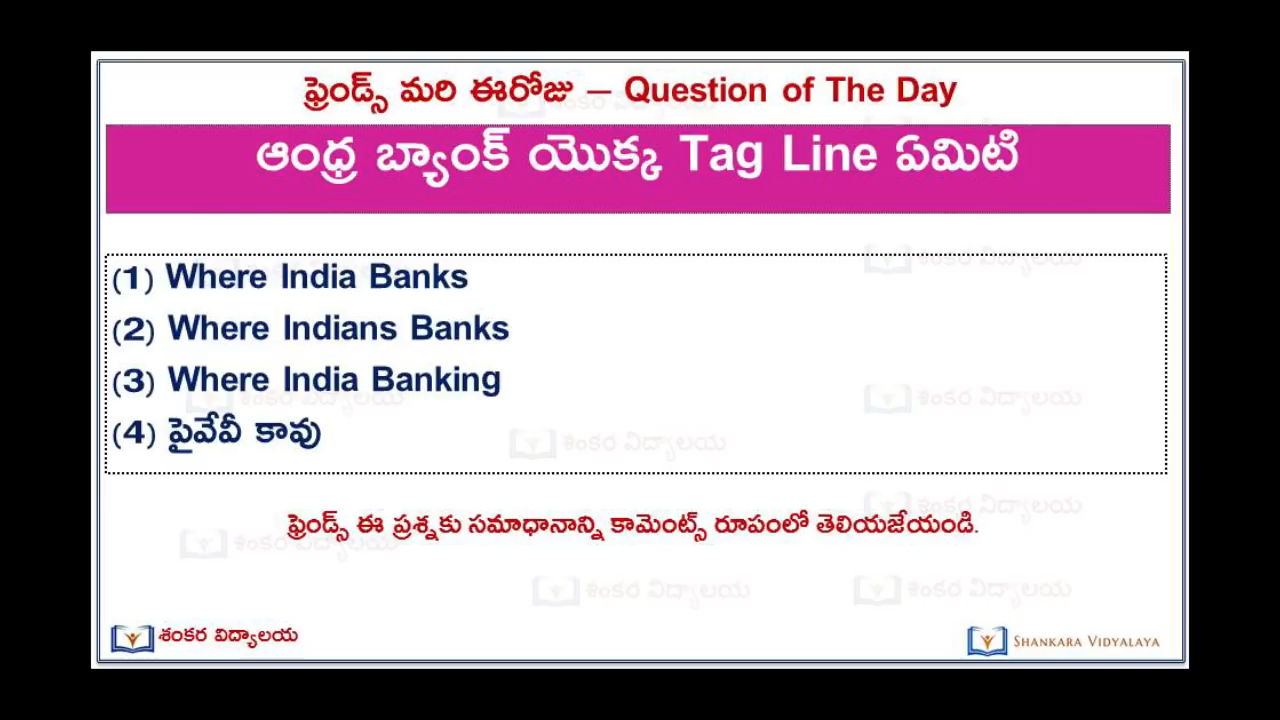 ఫ్రెండ్స్ మరి ఈరోజు – Question of The Day
ఆంధ్ర బ్యాంక్ యొక్క Tag Line ఏమిటి
(1) Where India Banks
(2) Where Indians Banks
(3) Where India Banking
(4) పైవేవీ కావు
ఫ్రెండ్స్ ఈ ప్రశ్నకు సమాధానాన్ని కామెంట్స్ రూపంలో తెలియజేయండి.
శంకర విద్యాలయ
SHANKARA VIDYALAYA